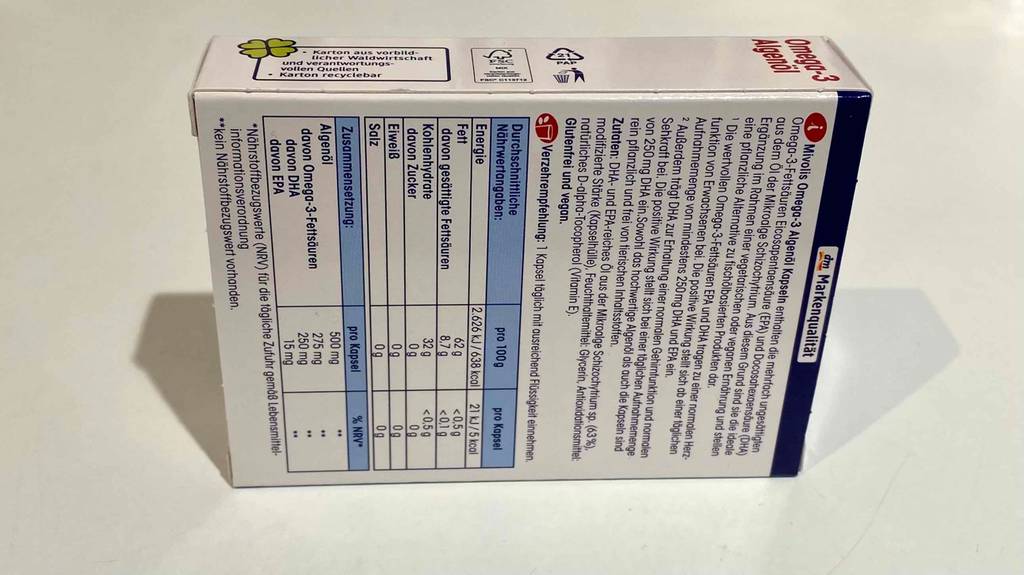 Omega-3
Algenöl
21
PAP
FSC
MIX
FSC® C119712
• Karton aus vorbild-
licher Waldwirtschaft
und verantwortungs-
vollen Quellen
• Karton recyclebar
dm Markenqualität
i Mivolis Omega-3 Algenöl Kapseln enthalten die mehrfach ungesättigten
Omega-3-Fettsäuren Eicosapentaensäure (EPA) und Docosahexaensäure (DHA)
aus dem Öl der Mikroalge Schizochytrium. Aus diesem Grund sind sie die ideale
Ergänzung im Rahmen einer vegetarischen oder veganen Ernährung und stellen
eine pflanzliche Alternative zu fischölbasierten Produkten dar.
¹ Die wertvollen Omega-3-Fettsäuren EPA und DHA tragen zu einer normalen Herz-
funktion von Erwachsenen bei. Die positive Wirkung stellt sich ab einer täglichen
Aufnahmemenge von mindestens 250 mg DHA und EPA ein.
² Außerdem trägt DHA zur Erhaltung einer normalen Gehirnfunktion und normalen
Sehkraft bei. Die positive Wirkung stellt sich bei einer täglichen Aufnahmemenge
von 250 mg DHA ein. Sowohl das hochwertige Algenöl als auch die Kapseln sind
rein pflanzlich und frei von tierischen Inhaltsstoffen.
Zutaten: DHA- und EPA-reiches Öl aus der Mikroalge Schizochytrium sp. (63%),
modifizierte Stärke (Kapselhülle), Feuchthaltemittel: Glycerin, Antioxidationsmittel:
natürliches D-alpha-Tocopherol (Vitamin E).
Glutenfrei und vegan.
Verzehrempfehlung: 1 Kapsel täglich mit ausreichend Flüssigkeit einnehmen.
Durchschnittliche
Nährwertangaben: pro 100g pro Kapsel
Energie 2.626 kJ / 638 kcal 21 kJ / 5 kcal
Fett 62 g <0,5 g
davon gesättigte Fettsäuren 8,7 g <0,1 g
Kohlenhydrate 32 g <0,5 g
davon Zucker 0 g 0 g
Eiweiß 0 g 0 g
Salz 0 g 0 g
Zusammensetzung: pro Kapsel % NRV*
Algenöl 500 mg **
davon Omega-3-Fettsäuren 275 mg **
davon DHA 250 mg **
davon EPA 15 mg **
*Nährstoffbezugswerte (NRV) für die tägliche Zufuhr gemäß Lebensmittel-
informationsverordnung
**kein Nährstoffbezugswert vorhanden.